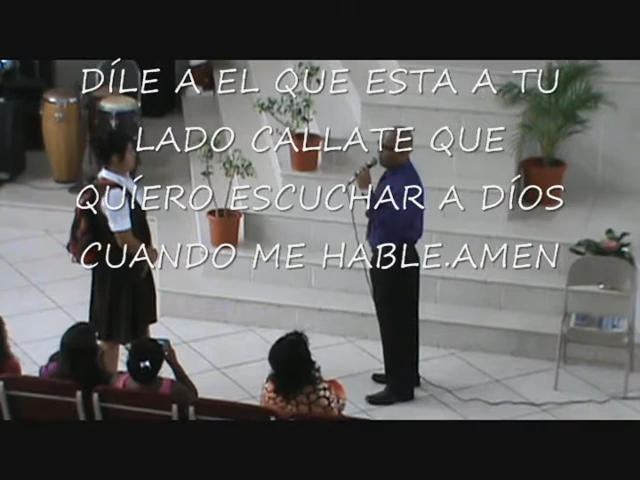 DÍLE A EL QUE ESTA A TU
LADO CALLATE QUE
QUÍERO ESCUCHAR A DÍOS
CUANDO ME HABLE.AMEN